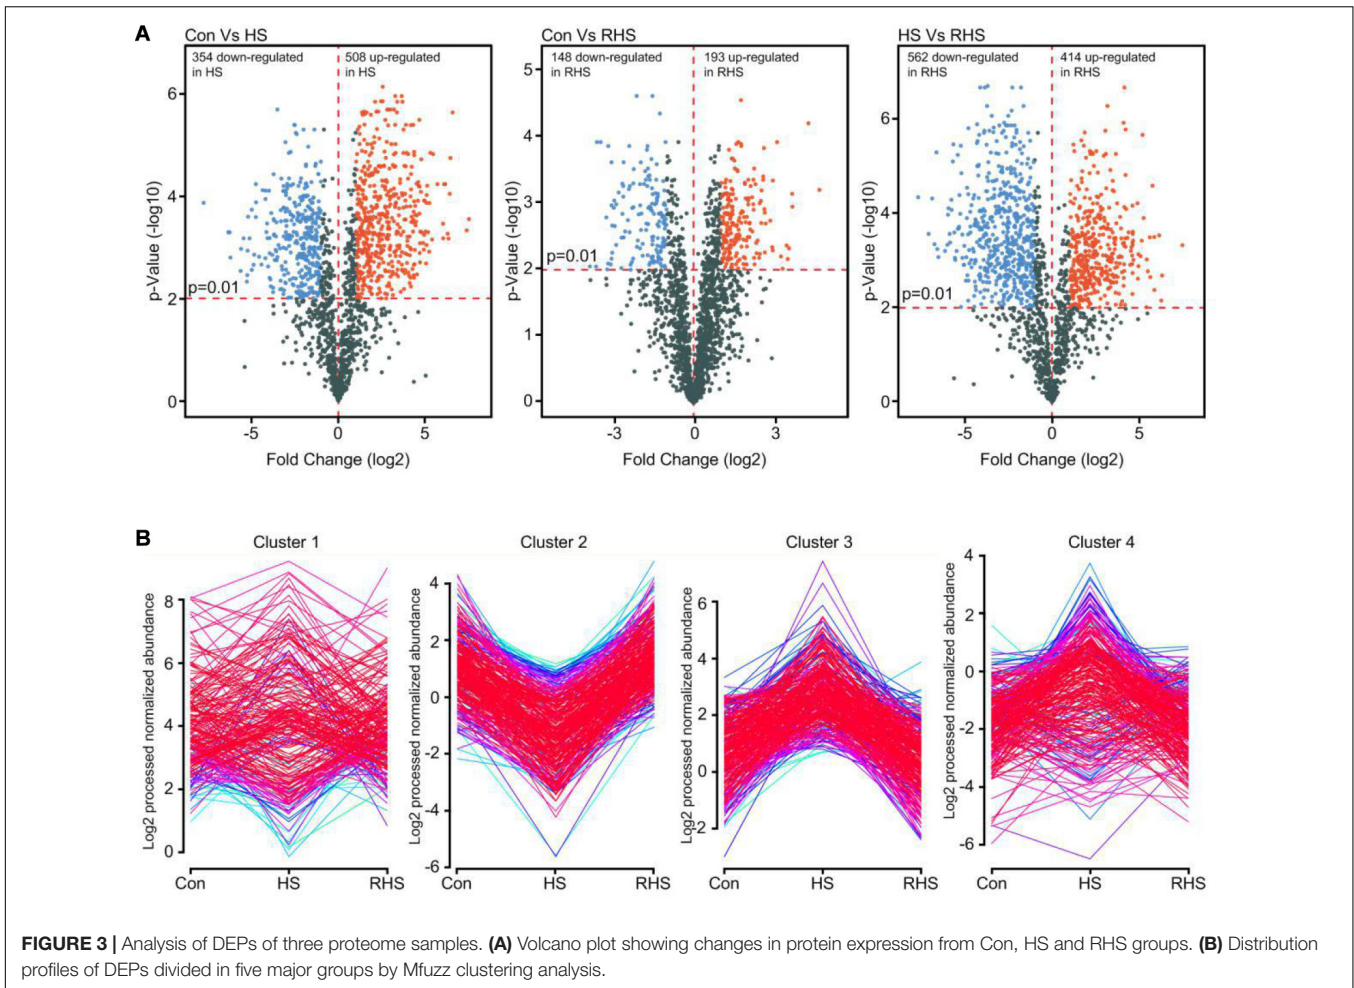 A
Con Vs HS
354 down-regulated
in HS
508 up-regulated
in HS
6
4
2
0
p=0.01
p-Value (-log10)
-5
0
5
Fold Change (log2)
Con Vs RHS
148 down-regulated
in RHS
193 up-regulated
in RHS
5
4
3
2
1
0
p=0.01
p-Value (-log10)
-3
0
3
Fold Change (log2)
HS Vs RHS
562 down-regulated
in RHS
414 up-regulated
in RHS
6
4
2
0
p=0.01
p-Value (-log10)
-5
0
5
Fold Change (log2)
B
Cluster 1
Log2 processed normalized abundance
8
6
4
2
0
Con
HS
RHS
Cluster 2
Log2 processed normalized abundance
4
2
0
-2
-4
-6
Con
HS
RHS
Cluster 3
Log2 processed normalized abundance
6
4
2
0
-2
Con
HS
RHS
Cluster 4
Log2 processed normalized abundance
4
2
0
-2
-4
-6
Con
HS
RHS
FIGURE 3 | Analysis of DEPs of three proteome samples. (A) Volcano plot showing changes in protein expression from Con, HS and RHS groups. (B) Distribution
profiles of DEPs divided in five major groups by Mfuzz clustering analysis.